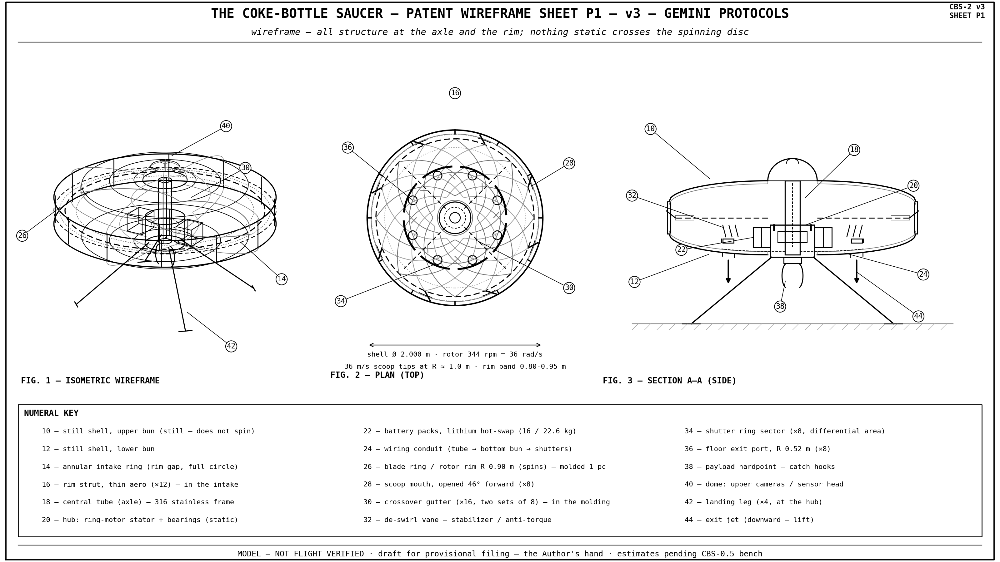 THE COKE-BOTTLE SAUCER — PATENT WIREFRAME SHEET P1 — v3 — GEMINI PROTOCOLS
CBS-2 v3
SHEET P1
wireframe — all structure at the axle and the rim; nothing static crosses the spinning disc
40
30
26
14
42
16
36
28
34
30
10
18
32
20
22
12
24
38
44
shell Ø 2.000 m · rotor 344 rpm = 36 rad/s
36 m/s scoop tips at R ≈ 1.0 m · rim band 0.80-0.95 m
FIG. 1 — ISOMETRIC WIREFRAME
FIG. 2 — PLAN (TOP)
FIG. 3 — SECTION A—A (SIDE)
NUMERAL KEY
10 — still shell, upper bun (still — does not spin)
12 — still shell, lower bun
14 — annular intake ring (rim gap, full circle)
16 — rim strut, thin aero (×12) — in the intake
18 — central tube (axle) — 316 stainless frame
20 — hub: ring-motor stator + bearings (static)
22 — battery packs, lithium hot-swap (16 / 22.6 kg)
24 — wiring conduit (tube → bottom bun → shutters)
26 — blade ring / rotor rim R 0.90 m (spins) — molded 1 pc
28 — scoop mouth, opened 46° forward (×8)
30 — crossover gutter (×16, two sets of 8) — in the molding
32 — de-swirl vane — stabilizer / anti-torque
34 — shutter ring sector (×8, differential area)
36 — floor exit port, R 0.52 m (×8)
38 — payload hardpoint — catch hooks
40 — dome: upper cameras / sensor head
42 — landing leg (×4, at the hub)
44 — exit jet (downward — lift)
MODEL — NOT FLIGHT VERIFIED · draft for provisional filing — the Author's hand · estimates pending CBS-0.5 bench